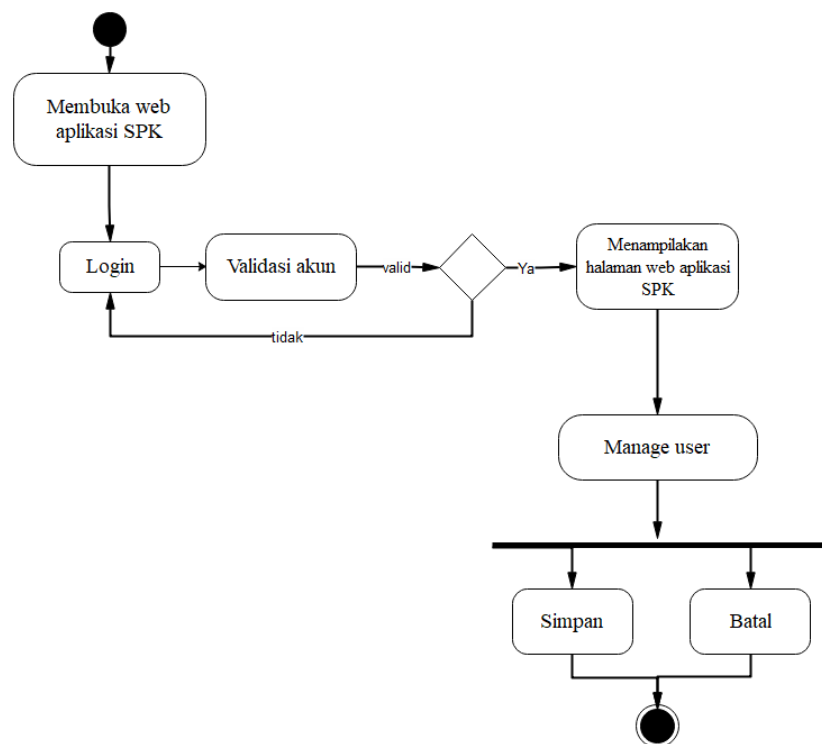 Membuka web
aplikasi SPK
Login
Validasi akun
valid
Ya
Menampilakan
halaman web aplikasi
SPK
tidak
Manage user
Simpan
Batal